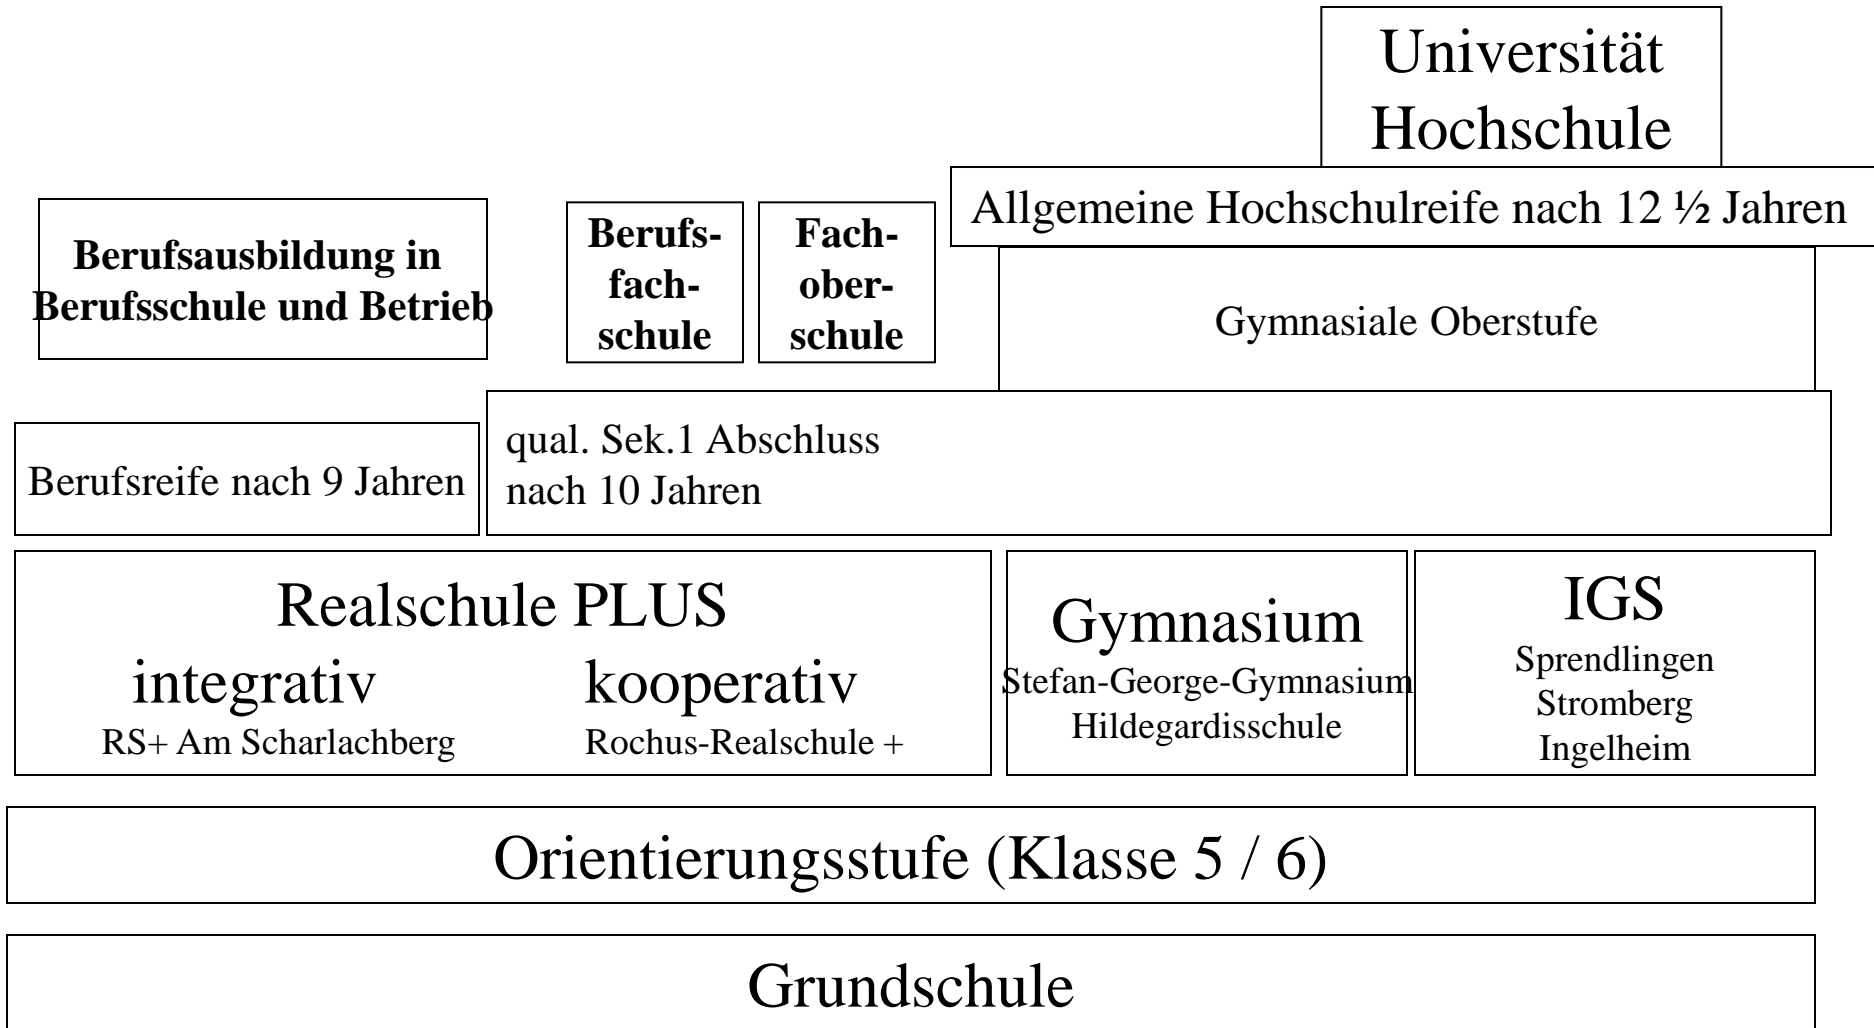 Universität
Hochschule
Allgemeine Hochschulreife nach 12 ½ Jahren
Berufsausbildung in
Berufsschule und Betrieb
Berufs-
fach-
schule
Fach-
ober-
schule
Gymnasiale Oberstufe
Berufsreife nach 9 Jahren
qual. Sek.1 Abschluss
nach 10 Jahren
Realschule PLUS
integrativ kooperativ
RS+ Am Scharlachberg Rochus-Realschule +
Gymnasium
Stefan-George-Gymnasium
Hildegardisschule
IGS
Sprendlingen
Stromberg
Ingelheim
Orientierungsstufe (Klasse 5 / 6)
Grundschule